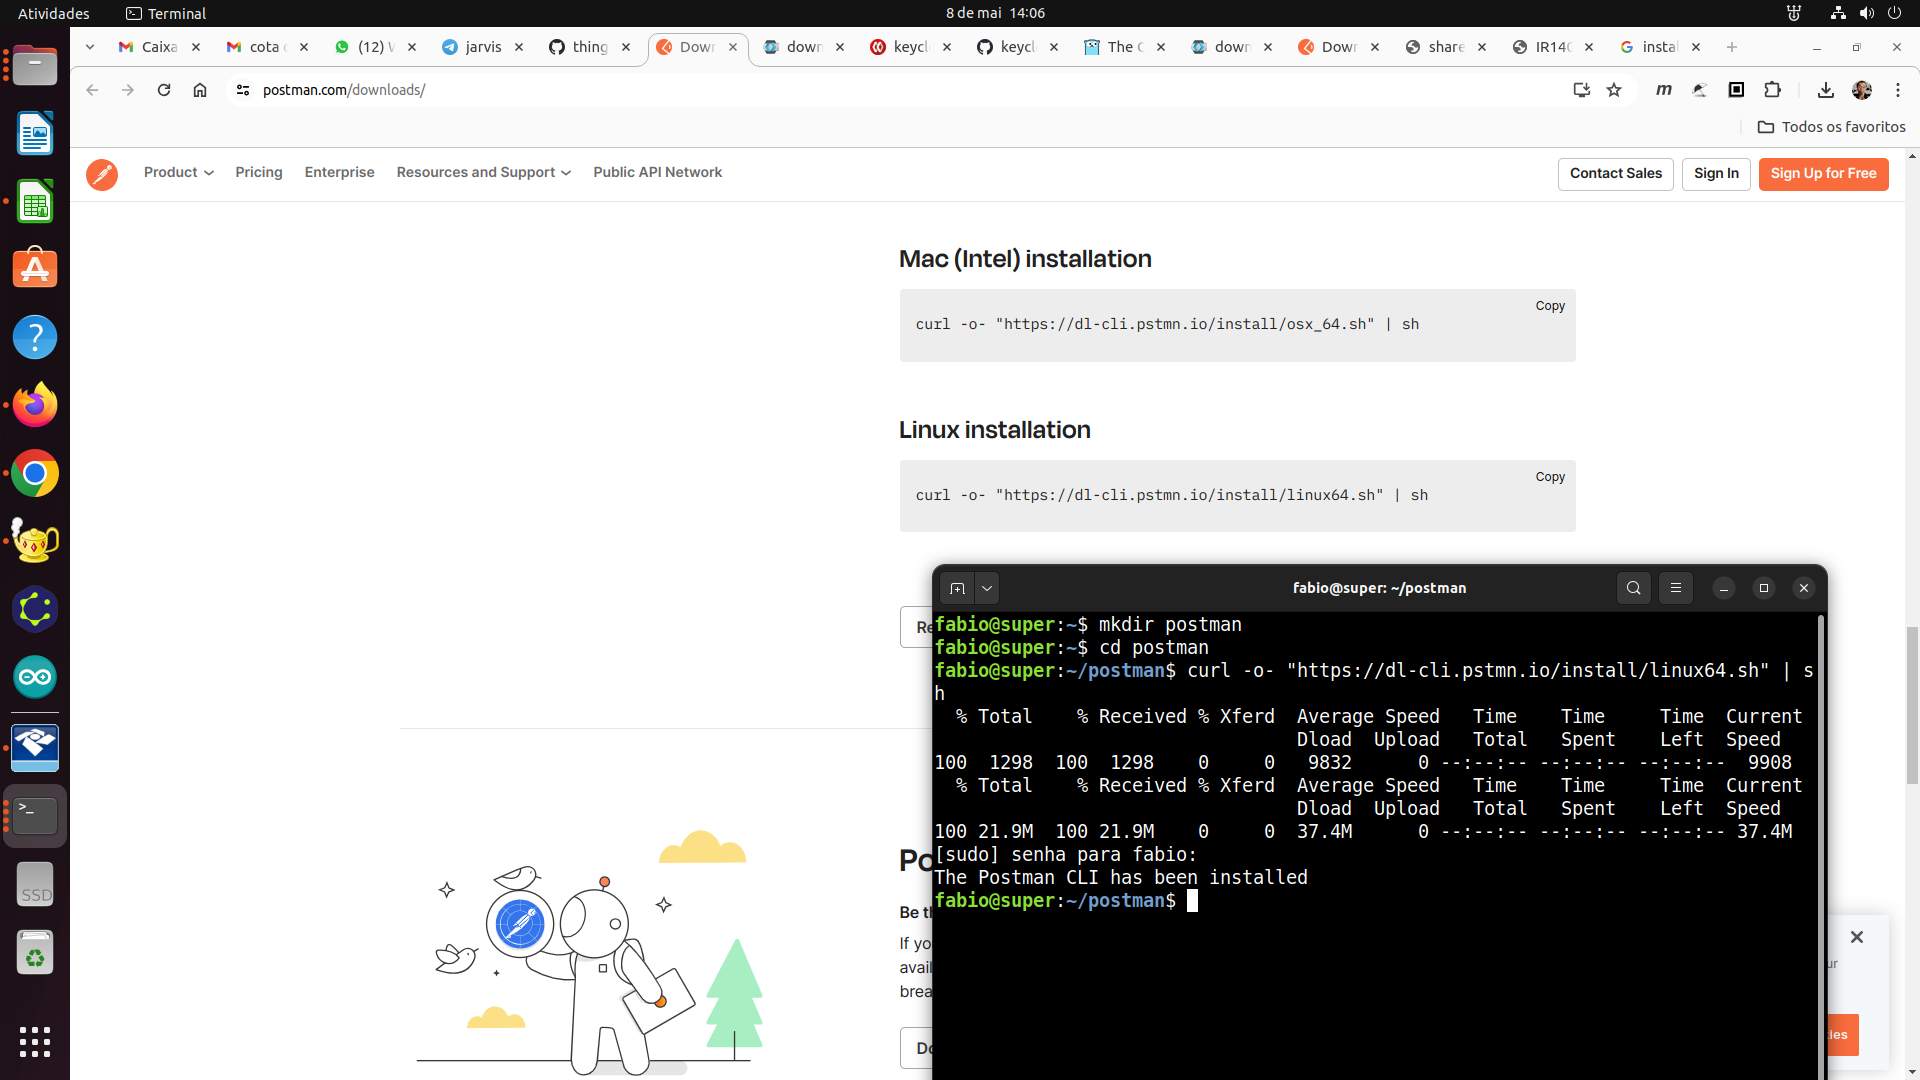 Atividades
Terminal
8 de mai 14:06
Caixa
cota
(12) W
jarvis
thing
Down
down
keycl
keycl
The C
down
Down
share
IR140
instal
postman.com/downloads/
Todos os favoritos
Product
Pricing
Enterprise
Resources and Support
Public API Network
Contact Sales
Sign In
Sign Up for Free
Mac (Intel) installation
Copy
curl -o- "https://dl-cli.pstmn.io/install/osx_64.sh" | sh
Linux installation
Copy
curl -o- "https://dl-cli.pstmn.io/install/linux64.sh" | sh
Re
fabio@super: ~/postman
fabio@super:~$ mkdir postman
fabio@super:~$ cd postman
fabio@super:~/postman$ curl -o- "https://dl-cli.pstmn.io/install/linux64.sh" | s
h
% Total % Received % Xferd Average Speed Time Time Time Current
Dload Upload Total Spent Left Speed
100 1298 100 1298 0 0 9832 0 --:--:-- --:--:-- --:--:-- 9908
% Total % Received % Xferd Average Speed Time Time Time Current
Dload Upload Total Spent Left Speed
100 21.9M 100 21.9M 0 0 37.4M 0 --:--:-- --:--:-- --:--:-- 37.4M
[sudo] senha para fabio:
The Postman CLI has been installed
fabio@super:~/postman$
Po
Be th
If yo
avail
brea
Do
ur
ies
SSD